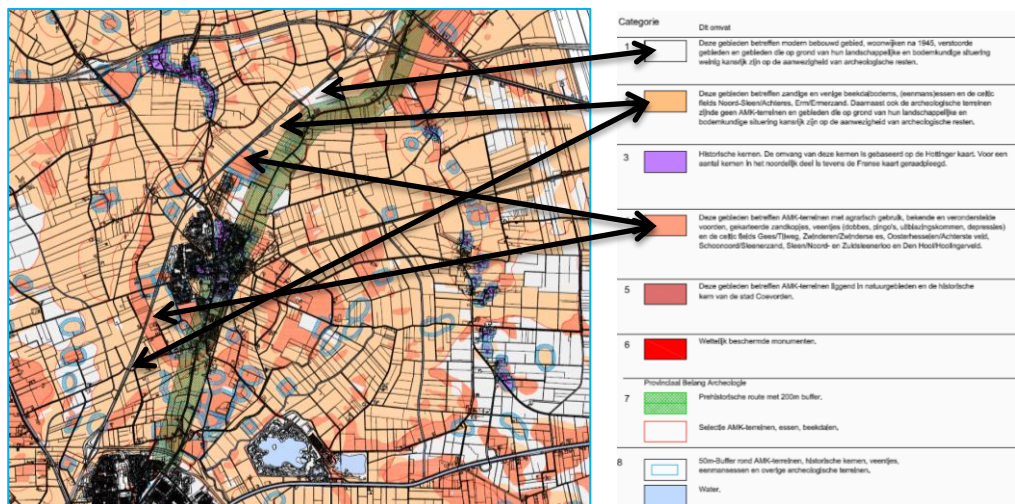 Categorie
Dit omvat
1
Deze gebieden betreffen modern bebouwd gebied, woonwijken na 1945, verstoorde
gebieden en gebieden die op grond van hun landschappelijke en bodemkundige situering
weinig kansrijk zijn op de aanwezigheid van archeologische resten.
Deze gebieden betreffen zandige en venige beekdalbodems, (eenmans)essen en de celtic
fields Noord-Sleen/Achteres, Erm/Ermerzand. Daarnaast ook de archeologische terreinen
zijnde geen AMK-terreinen en gebieden die op grond van hun landschappelijke en
bodemkundige situering kansrijk zijn op de aanwezigheid van archeologische resten.
3
Historische kernen. De omvang van deze kernen is gebaseerd op de Hottinger kaart. Voor een
aantal kernen in het noordelijk deel is tevens de Franse kaart geraadpleegd.
Deze gebieden betreffen AMK-terreinen met agrarisch gebruik, bekende en veronderstelde
voorden, gekarteerde zandkopjes, veentjes (dobbes, pingo's, uitblazingskommen, depressies)
en de celtic fields Gees/Tilweg, Zwinderen/Zwinderse es, Oosterhesselen/Achterste veld,
Schoonoord/Sleenerzand, Sleen/Noord- en Zuidsleenerloo en Den Hool/Hoolingerveld.
5
Deze gebieden betreffen AMK-terreinen liggend in natuurgebieden en de historische
kern van de stad Coevorden.
6
Wettelijk beschermde monumenten.
Provinciaal Belang Archeologie
7
Prehistorische route met 200m buffer.
Selectie AMK-terreinen, essen, beekdalen.
8
50m-Buffer rond AMK-terreinen, historische kernen, veentjes,
eenmansessen en overige archeologische terreinen.
Water.